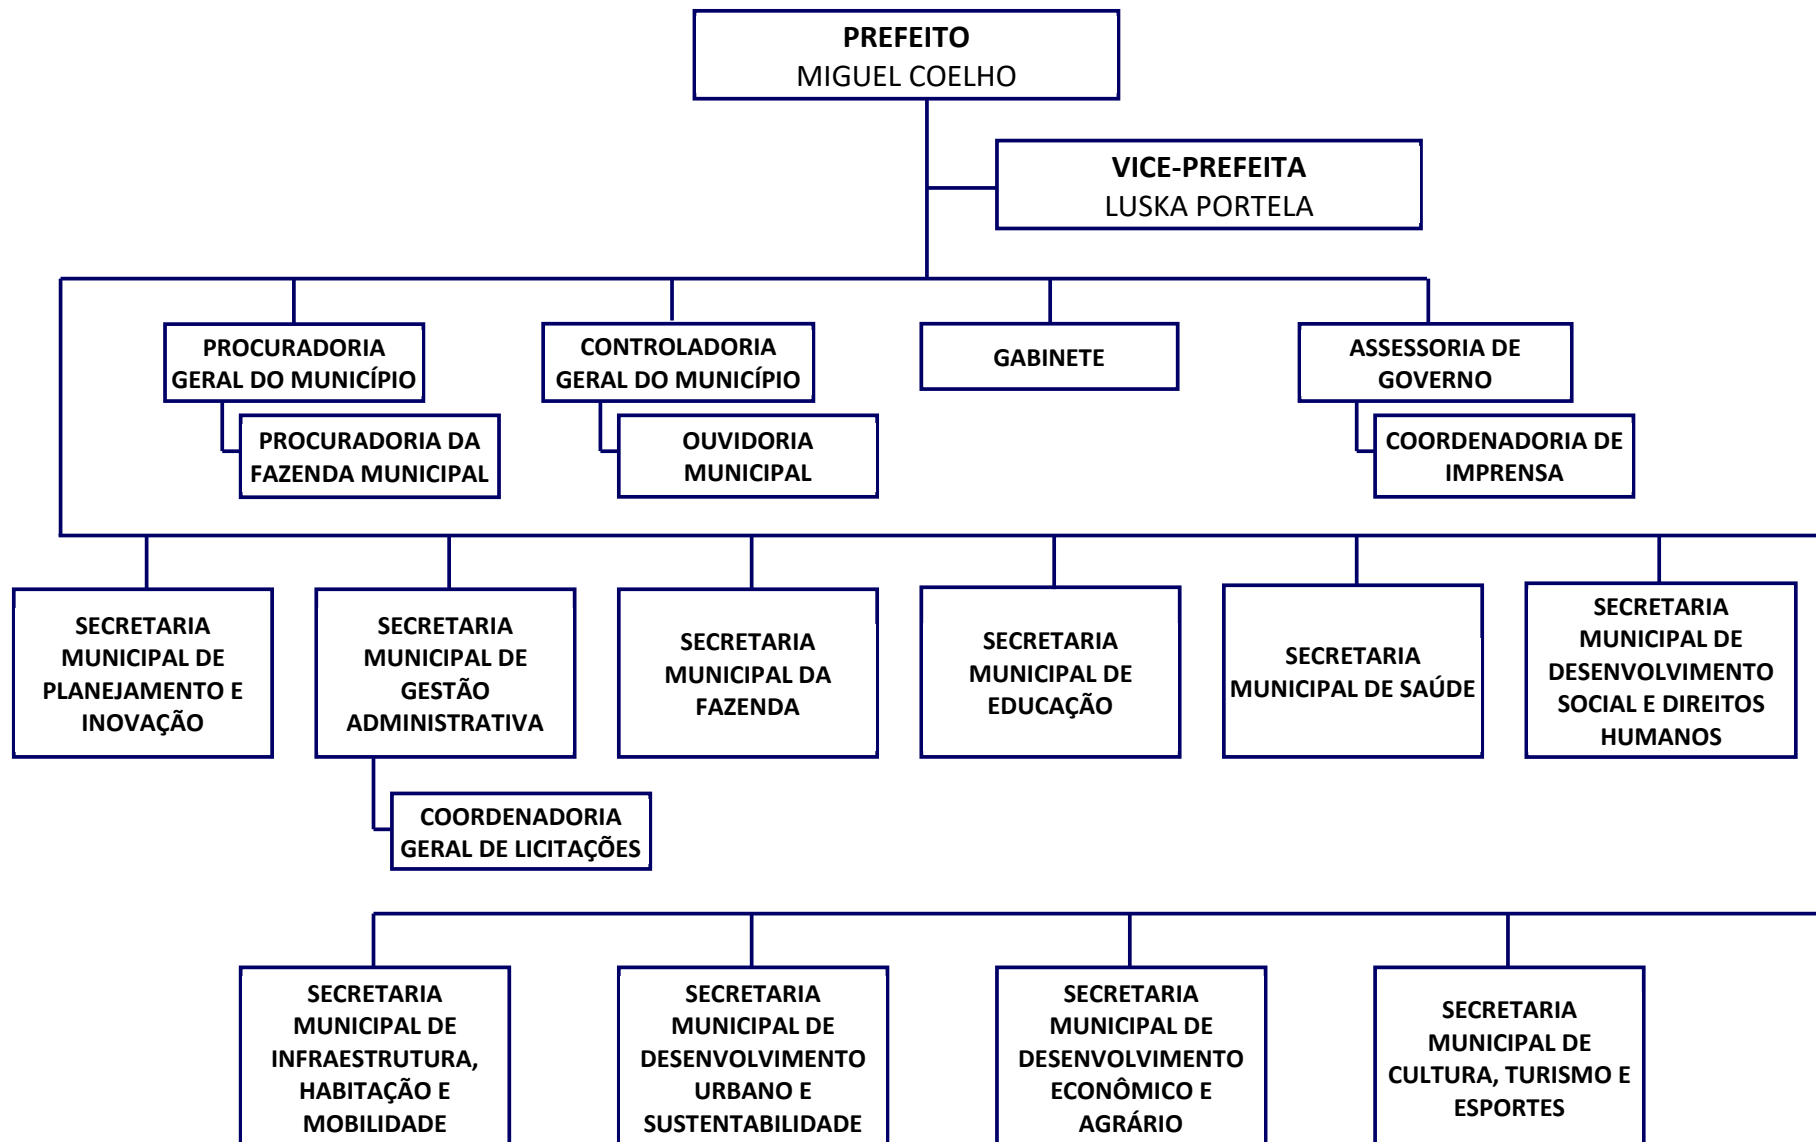 PREFEITO
MIGUEL COELHO
VICE-PREFEITA
LUSKA PORTELA
PROCURADORIA
GERAL DO MUNICÍPIO
CONTROLADORIA
GERAL DO MUNICÍPIO
GABINETE
ASSESSORIA DE
GOVERNO
PROCURADORIA DA
FAZENDA MUNICIPAL
OUVIDORIA
MUNICIPAL
COORDENADORIA DE
IMPRENSA
SECRETARIA
MUNICIPAL DE
PLANEJAMENTO E
INOVAÇÃO
SECRETARIA
MUNICIPAL DE
GESTÃO
ADMINISTRATIVA
SECRETARIA
MUNICIPAL DA
FAZENDA
SECRETARIA
MUNICIPAL DE
EDUCAÇÃO
SECRETARIA
MUNICIPAL DE SAÚDE
SECRETARIA
MUNICIPAL DE
DESENVOLVIMENTO
SOCIAL E DIREITOS
HUMANOS
COORDENADORIA
GERAL DE LICITAÇÕES
SECRETARIA
MUNICIPAL DE
INFRAESTRUTURA,
HABITAÇÃO E
MOBILIDADE
SECRETARIA
MUNICIPAL DE
DESENVOLVIMENTO
URBANO E
SUSTENTABILIDADE
SECRETARIA
MUNICIPAL DE
DESENVOLVIMENTO
ECONÔMICO E
AGRÁRIO
SECRETARIA
MUNICIPAL DE
CULTURA, TURISMO E
ESPORTES